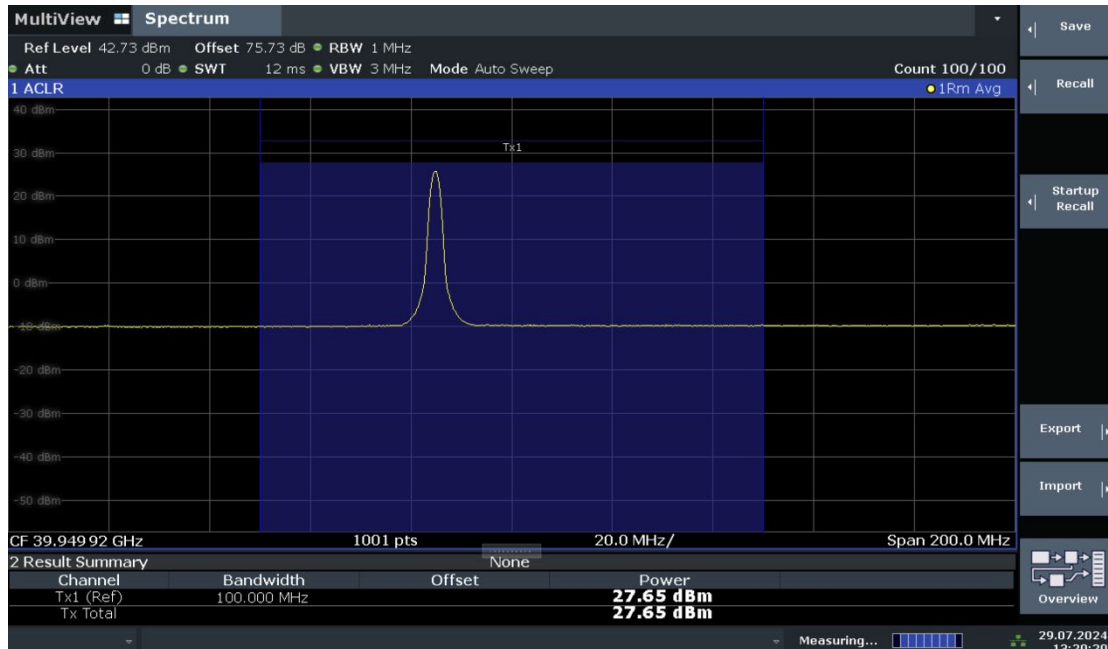 MultiView Spectrum
Ref Level 42.73 dBm Offset 75.73 dB RBW 1 MHz
Att 0 dB SWT 12 ms VBW 3 MHz Mode Auto Sweep Count 100/100
1 ACLR 1Rm Avg
40 dBm
Tx1
30 dBm
20 dBm
10 dBm
0 dBm
-10 dBm
-20 dBm
-30 dBm
-40 dBm
-50 dBm
CF 39.949 92 GHz 1001 pts 20.0 MHz/ Span 200.0 MHz
2 Result Summary None
Channel Bandwidth Offset Power
Tx1 (Ref) 100.000 MHz 27.65 dBm
Tx Total 27.65 dBm
Measuring... 29.07.2024
Save
Recall
Startup
Recall
Export
Import
Overview